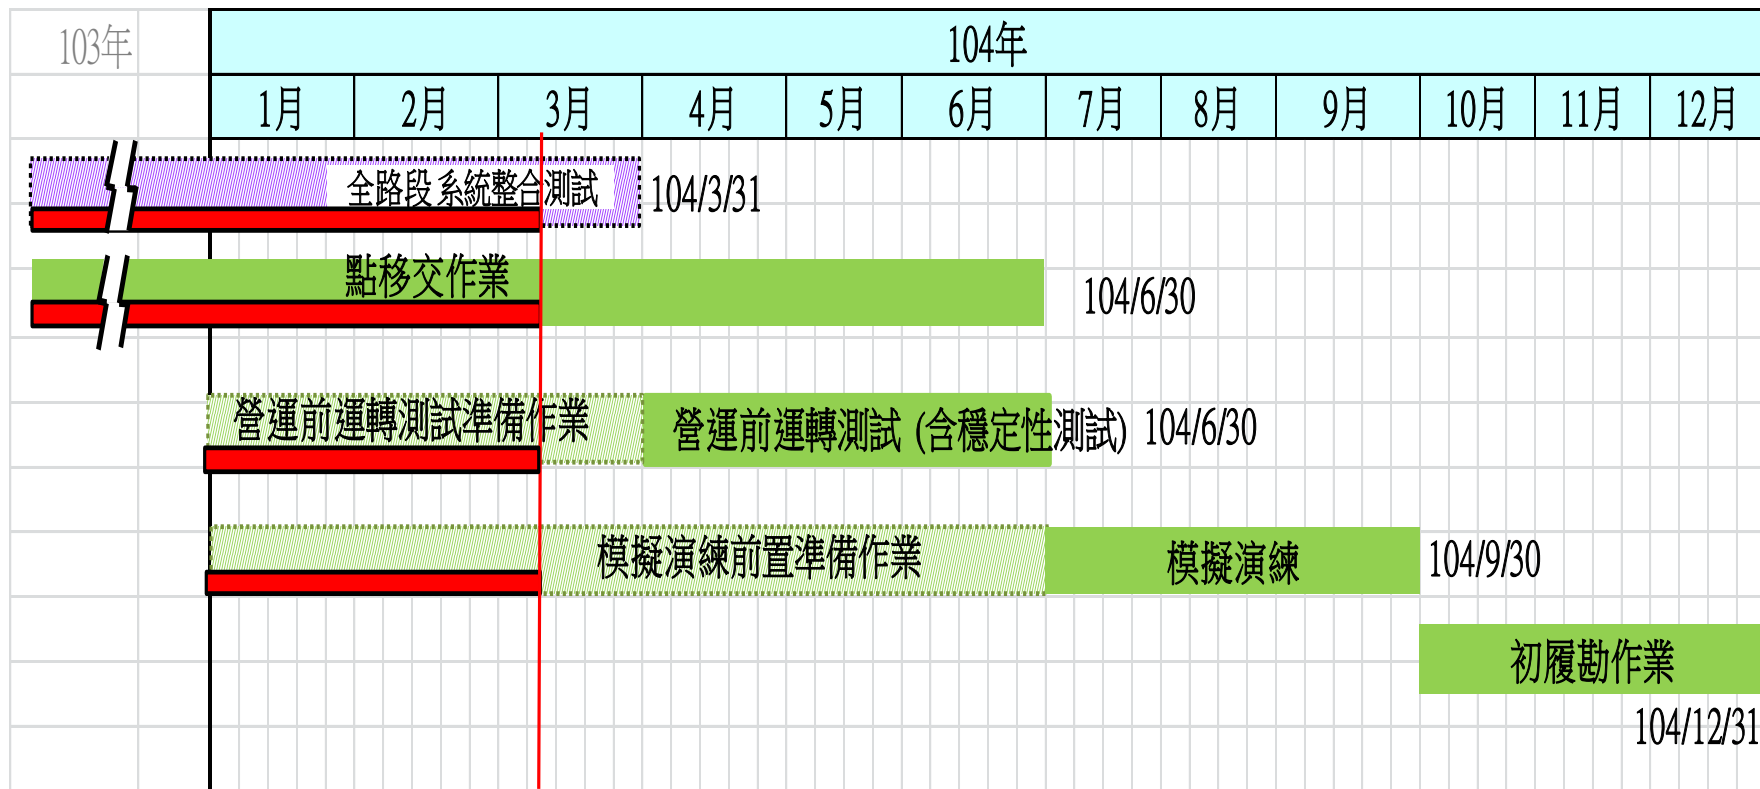 103年
104年
1月 2月 3月 4月 5月 6月 7月 8月 9月 10月 11月 12月
全路段系統整合測試 104/3/31
點移交作業 104/6/30
營運前運轉測試準備作業 營運前運轉測試 (含穩定性測試) 104/6/30
模擬演練前置準備作業 模擬演練 104/9/30
初履勘作業
104/12/31